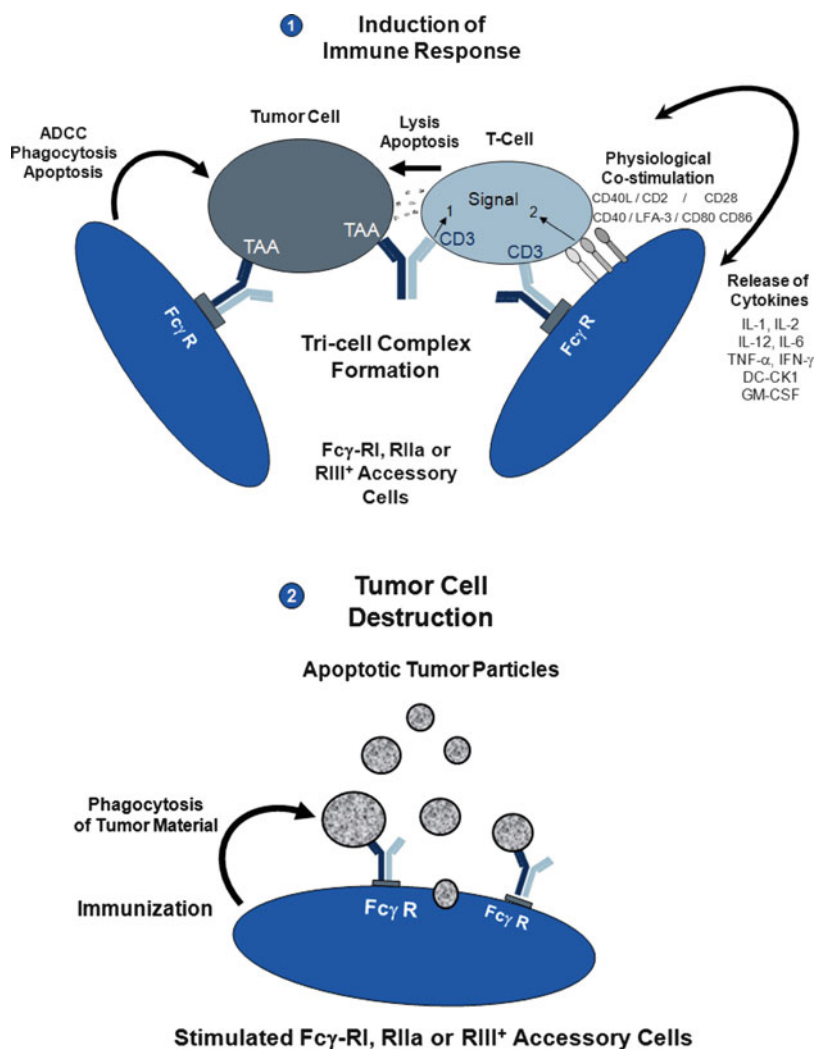 1
Induction of
Immune Response
ADCC
Phagocytosis
Apoptosis
Tumor Cell
Lysis
Apoptosis
T-Cell
Physiological
Co-stimulation
CD40L / CD2 / CD28
CD40 / LFA-3 / CD80 CD86
Signal
1
2
TAA
TAA
CD3
CD3
Fcγ R
Fcγ R
Release of
Cytokines
IL-1, IL-2
IL-12, IL-6
TNF-α, IFN-γ
DC-CK1
GM-CSF
Tri-cell Complex
Formation
Fcγ-RI, RIIa or
RIII⁺ Accessory
Cells
2
Tumor Cell
Destruction
Apoptotic Tumor Particles
Phagocytosis
of Tumor Material
Immunization
Fcγ R
Fcγ R
Stimulated Fcγ-RI, RIIa or RIII⁺ Accessory Cells